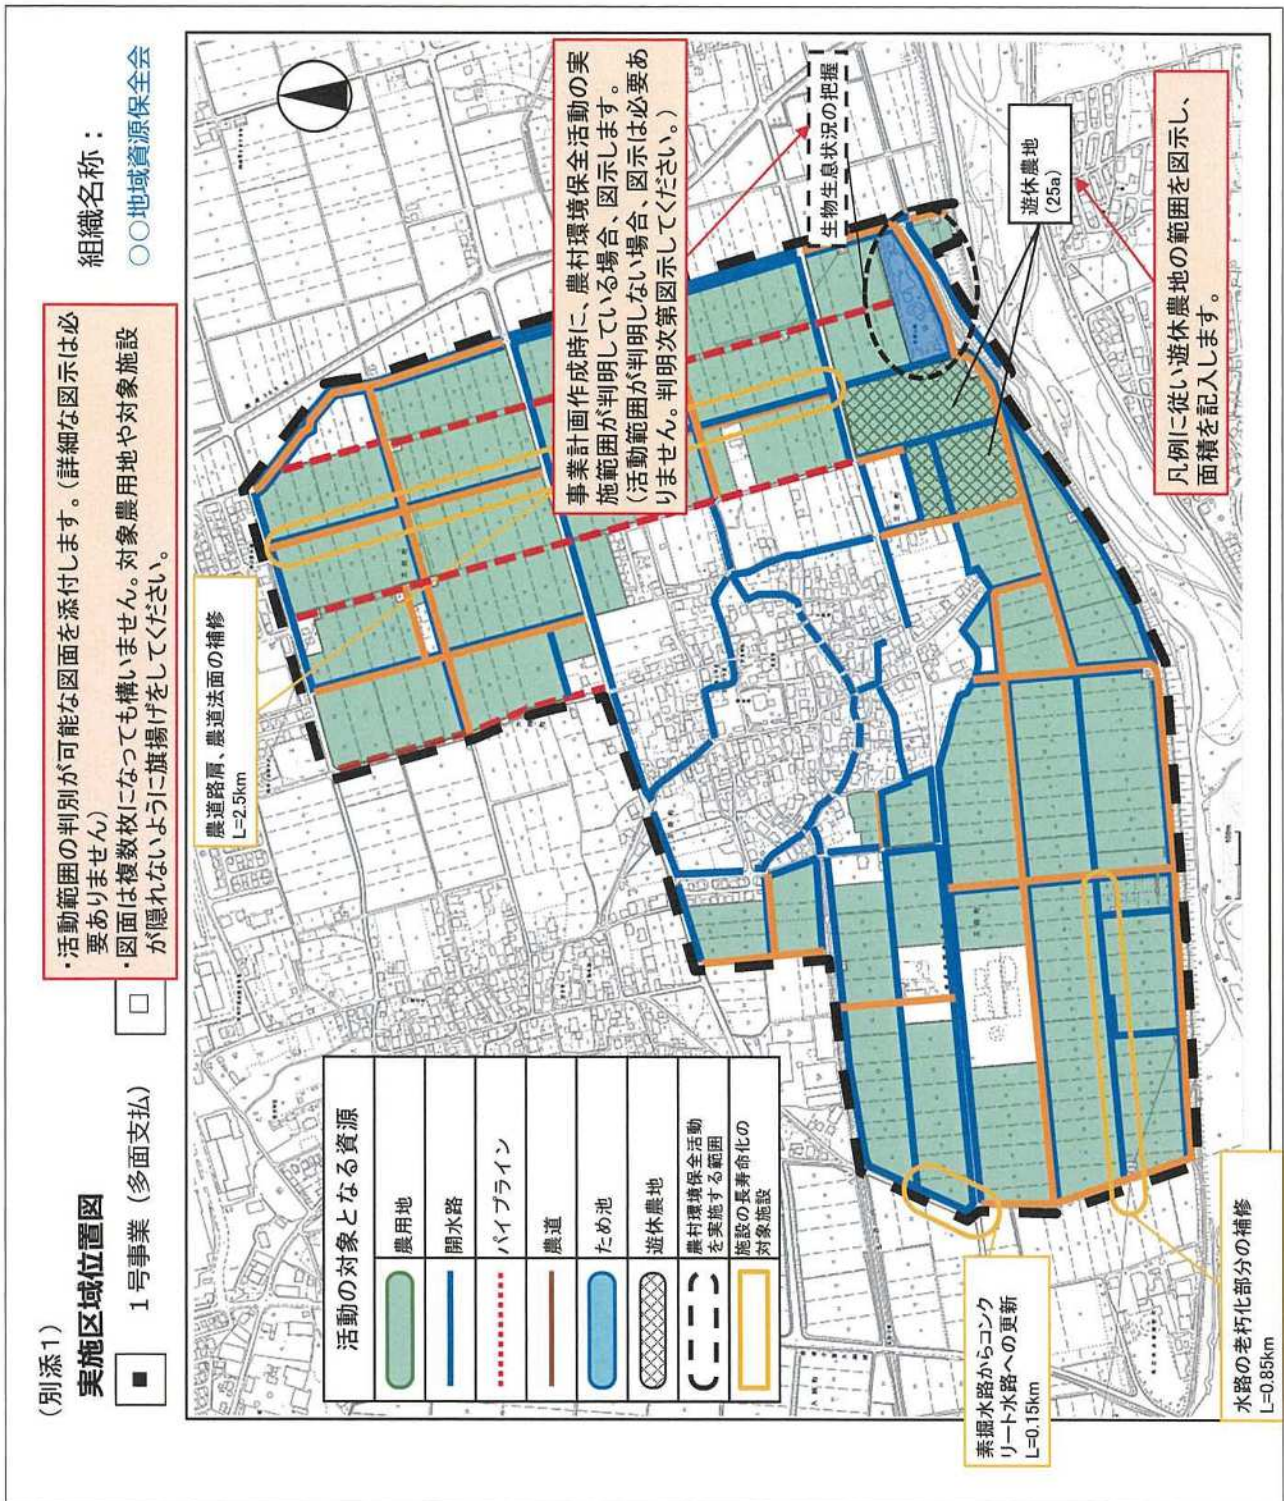 (別添1)
実施区域位置図
■ 1号事業(多面支払)
□
組織名称:
○○地域資源保全会
・活動範囲の判別が可能な図面を添付します。(詳細な図示は必
要ありません)
・図面は複数枚になっても構いません。対象農用地や対象施設
が隠れないように旗揚げをしてください。
農道路肩、農道法面の補修
L=2.5km
事業計画作成時に、農村環境保全活動の実
施範囲が判明している場合、図示します。
(活動範囲が判明しない場合、図示は必要あ
りません。判明次第図示してください。)
生物生息状況の把握
遊休農地
(25a)
凡例に従い遊休農地の範囲を図示し、
面積を記入します。
活動の対象となる資源
農用地
開水路
パイプライン
農道
ため池
遊休農地
農村環境保全活動
を実施する範囲
施設の長寿命化の
対象施設
素掘水路からコンク
リート水路への更新
L=0.15km
水路の老朽化部分の補修
L=0.85km